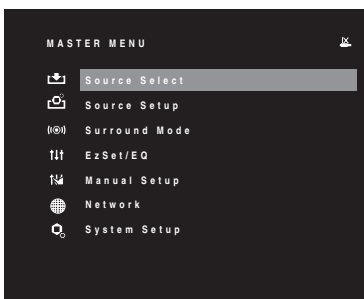 MASTER MENU
Source Select
Source Setup
Surround Mode
EzSet/EQ
Manual Setup
Network
System Setup